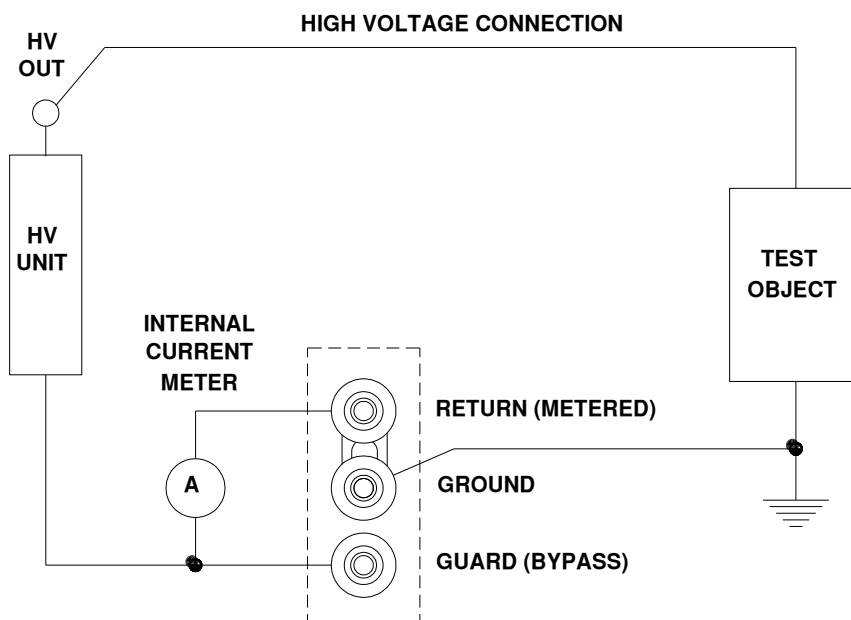 HIGH VOLTAGE CONNECTION
HV
OUT
HV
UNIT
TEST
OBJECT
INTERNAL
CURRENT
METER
RETURN (METERED)
A
GROUND
GUARD (BYPASS)